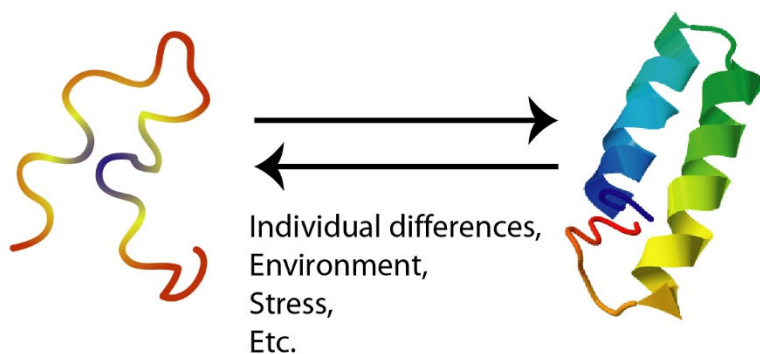 Individual differences,
Environment,
Stress,
Etc.